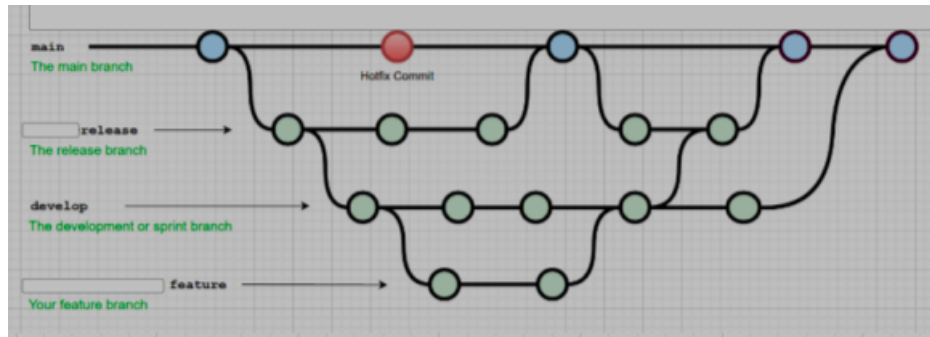 main
The main branch
Hotfix Commit
release
The release branch
develop
The development or sprint branch
feature
Your feature branch